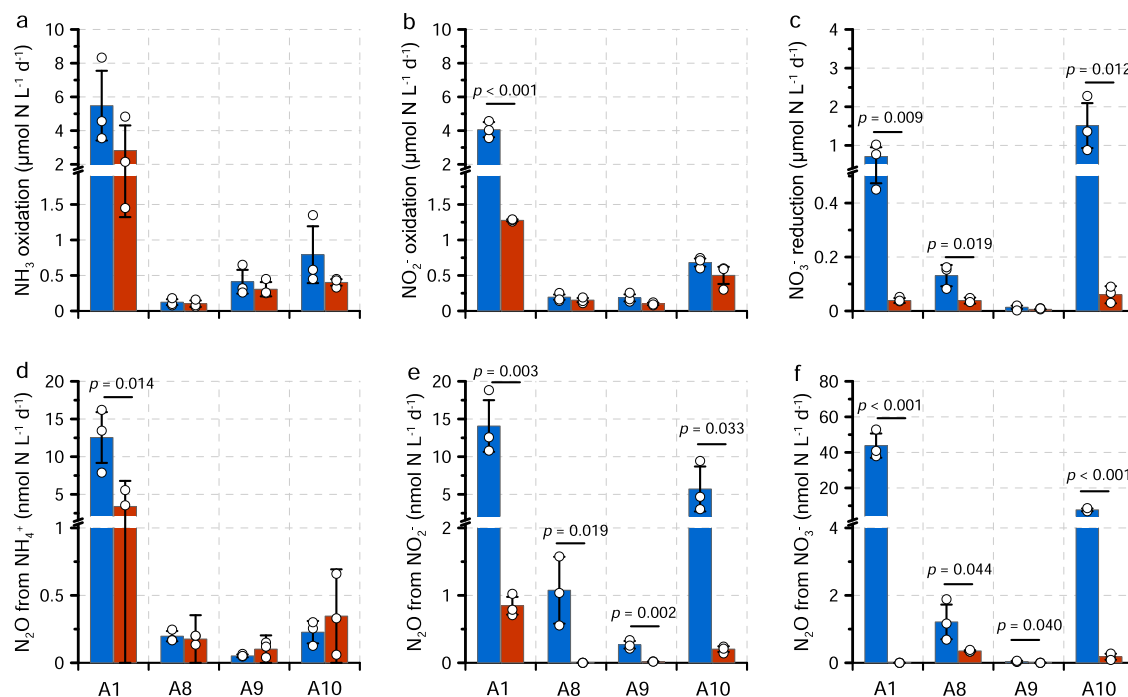 a
NH₃ oxidation (µmol N L⁻¹ d⁻¹)
10
8
6
4
2
1.5
1
0.5
0
b
NO₂⁻ oxidation (µmol N L⁻¹ d⁻¹)
10
8
6
4
2
1.5
1
0.5
0
p < 0.001
c
NO₃⁻ reduction (µmol N L⁻¹ d⁻¹)
4
3
2
1
0.4
0.2
0
p = 0.009
p = 0.019
p = 0.012
d
N₂O from NH₄⁺ (nmol N L⁻¹ d⁻¹)
20
15
10
5
1
0.5
0
p = 0.014
A1 A8 A9 A10
e
N₂O from NO₂⁻ (nmol N L⁻¹ d⁻¹)
20
15
10
5
2
1
0
p = 0.003
p = 0.019
p = 0.002
p = 0.033
A1 A8 A9 A10
f
N₂O from NO₃⁻ (nmol N L⁻¹ d⁻¹)
80
60
40
20
4
2
0
p < 0.001
p = 0.044
p = 0.040
p < 0.001
A1 A8 A9 A10